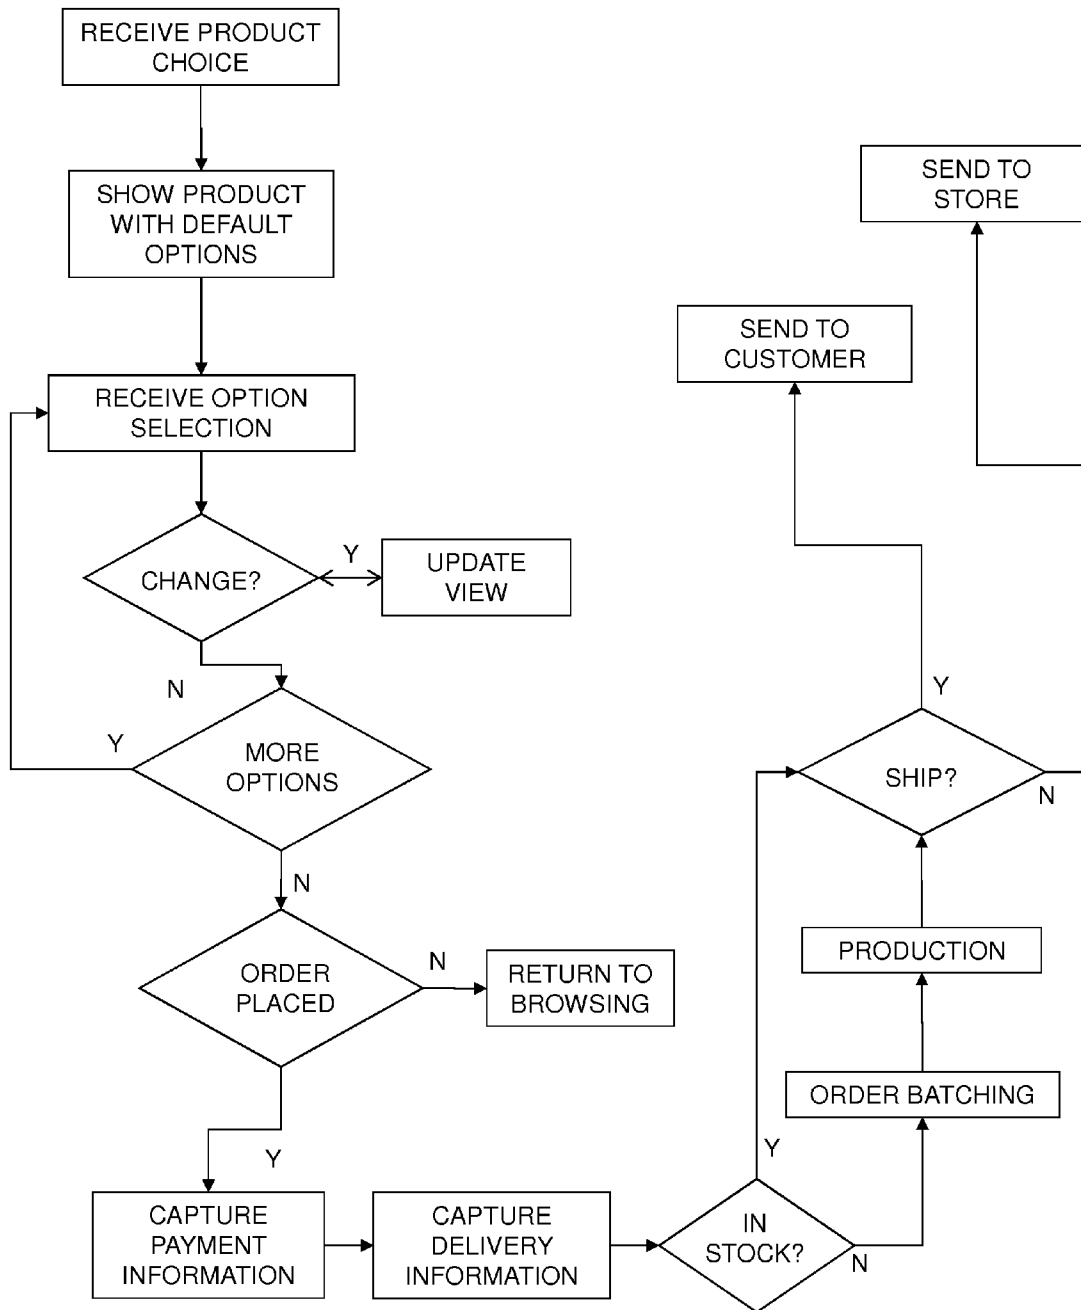 RECEIVE PRODUCT
CHOICE
SHOW PRODUCT
WITH DEFAULT
OPTIONS
RECEIVE OPTION
SELECTION
CHANGE?
Y
UPDATE
VIEW
N
MORE
OPTIONS
Y
N
ORDER
PLACED
N
RETURN TO
BROWSING
Y
CAPTURE
PAYMENT
INFORMATION
CAPTURE
DELIVERY
INFORMATION
IN
STOCK?
Y
N
ORDER BATCHING
PRODUCTION
SHIP?
Y
N
SEND TO
CUSTOMER
SEND TO
STORE